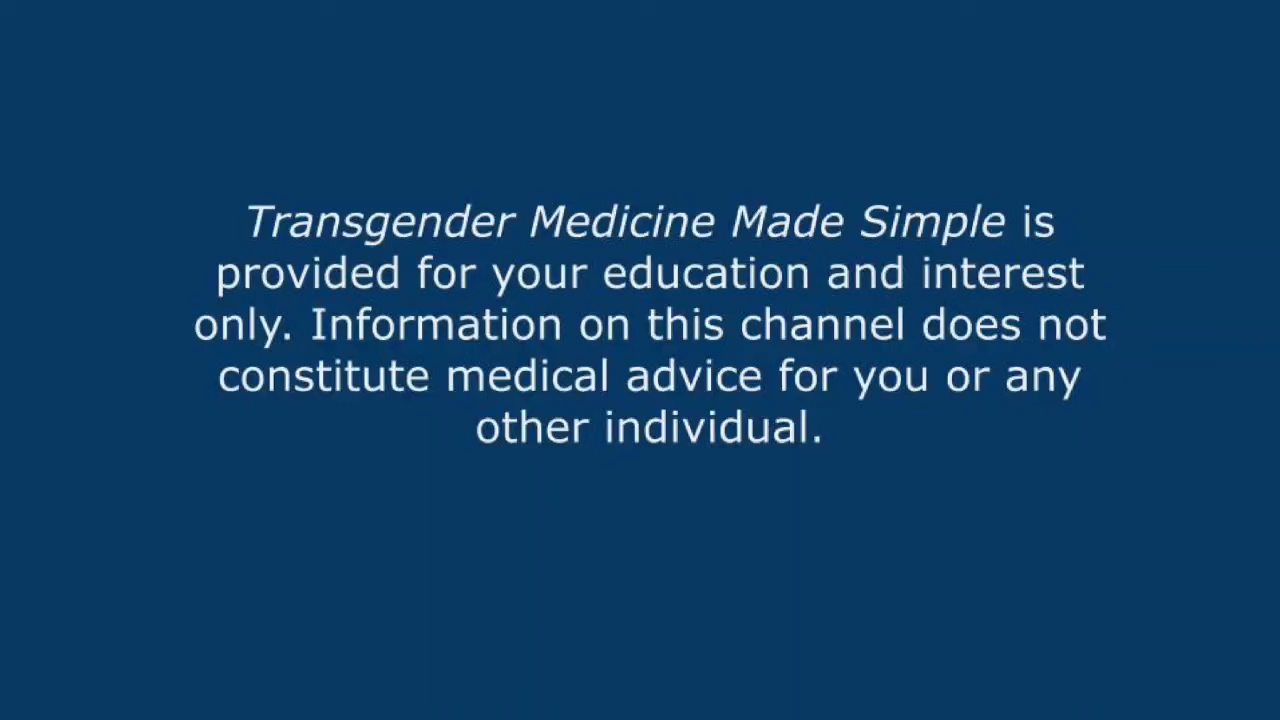 Transgender Medicine Made Simple is
provided for your education and interest
only. Information on this channel does not
constitute medical advice for you or any
other individual.